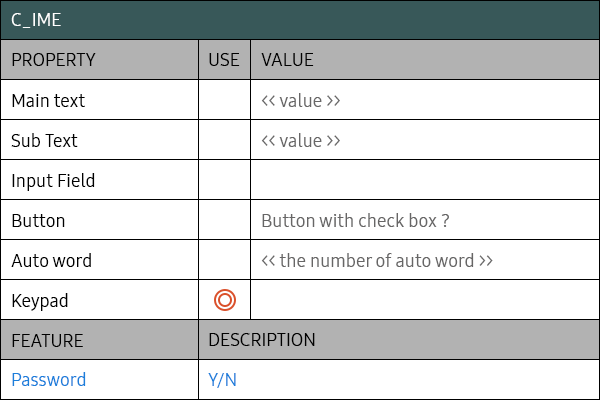 C_IME
PROPERTY USE VALUE
Main text << value >>
Sub Text << value >>
Input Field
Button Button with check box ?
Auto word << the number of auto word >>
Keypad
FEATURE DESCRIPTION
Password Y/N